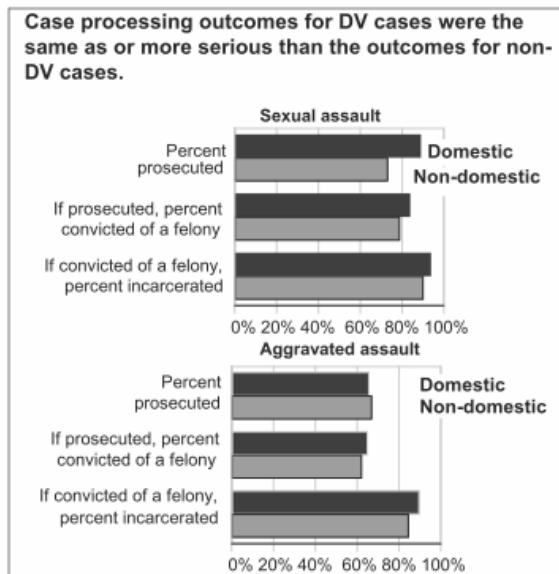 Case processing outcomes for DV cases were the
same as or more serious than the outcomes for non-
DV cases.
Sexual assault
Percent
prosecuted
Domestic
Non-domestic
If prosecuted, percent
convicted of a felony
If convicted of a felony,
percent incarcerated
0% 20% 40% 60% 80% 100%
Aggravated assault
Percent
prosecuted
Domestic
Non-domestic
If prosecuted, percent
convicted of a felony
If convicted of a felony,
percent incarcerated
0% 20% 40% 60% 80% 100%